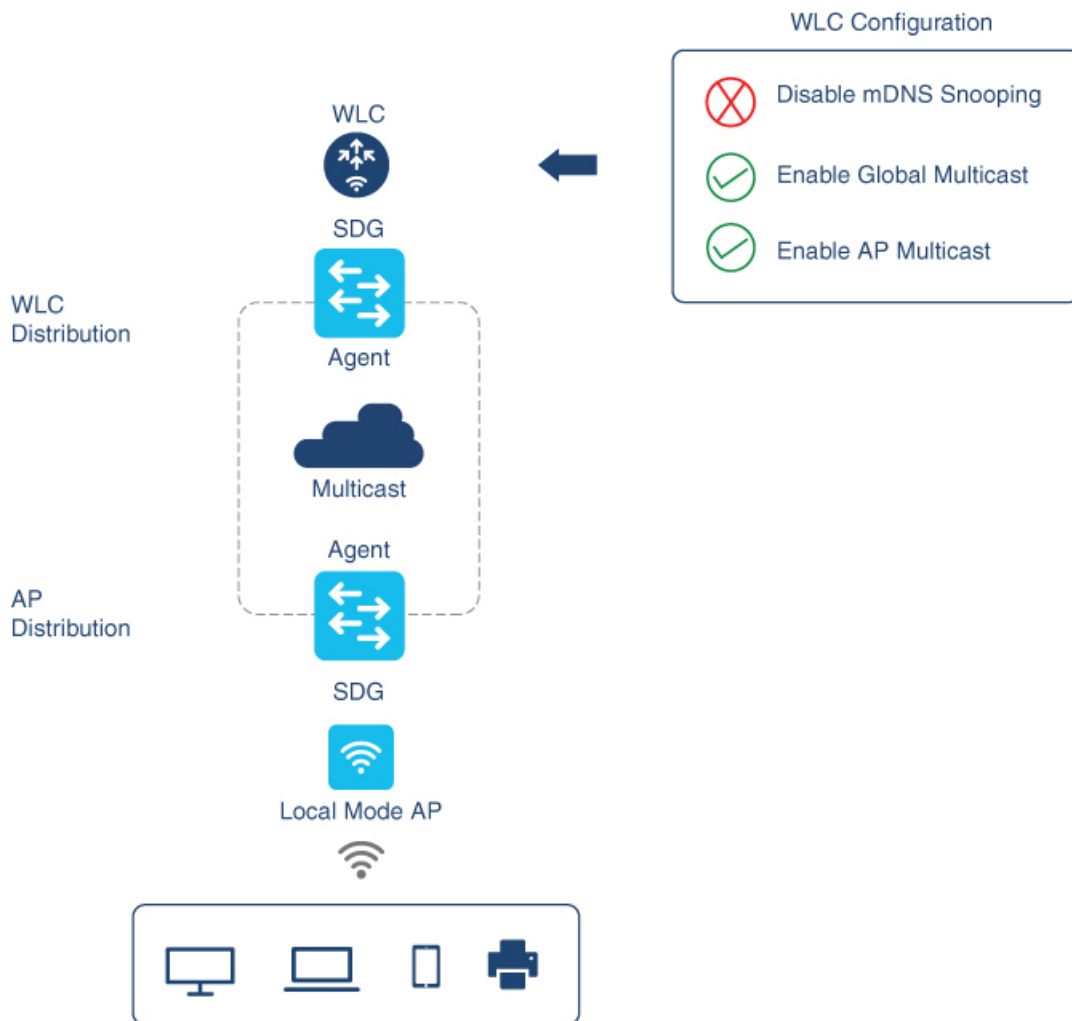 WLC Configuration
Disable mDNS Snooping
Enable Global Multicast
Enable AP Multicast
WLC
SDG
WLC
Distribution
Agent
Multicast
Agent
AP
Distribution
SDG
Local Mode AP